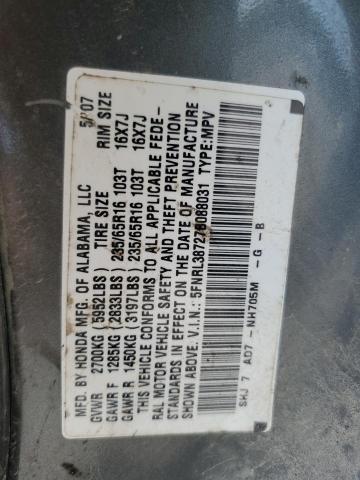 MFD. BY HONDA MFG. OF ALABAMA, LLC 5/07
GVWR 2700KG (5952LBS) TIRE SIZE RIM SIZE
GAWR F 1285KG (2833LBS) 235/65R16 103T 16X7J
GAWR R 1450KG (3197LBS) 235/65R16 103T 16X7J
THIS VEHICLE CONFORMS TO ALL APPLICABLE FEDE-
RAL MOTOR VEHICLE SAFETY AND THEFT PREVENTION
STANDARDS IN EFFECT ON THE DATE OF MANUFACTURE
SHOWN ABOVE. V.I.N.: 5FNRL38727B088031 TYPE: MPV
SHJ 7 AD7 - NH705M - G - B